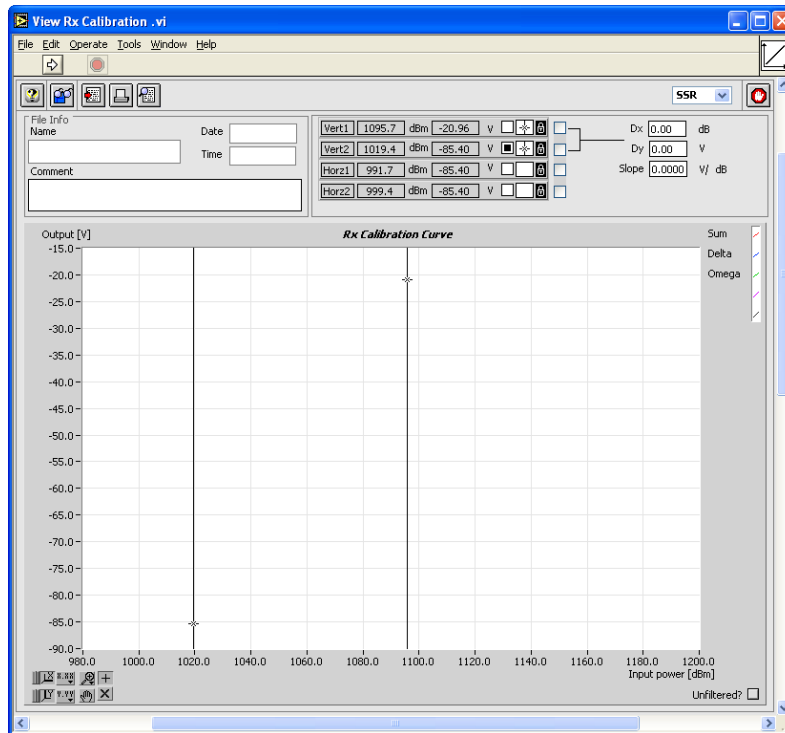 View Rx Calibration .vi
File Edit Operate Tools Window Help
SSR
File Info
Name
Date
Time
Comment
Vert1 1095.7 dBm -20.96 V
Vert2 1019.4 dBm -85.40 V
Horz1 991.7 dBm -85.40 V
Horz2 999.4 dBm -85.40 V
Dx 0.00 dB
Dy 0.00 V
Slope 0.0000 V/ dB
Output [V]
Rx Calibration Curve
Sum
Delta
Omega
-15.0
-20.0
-25.0
-30.0
-35.0
-40.0
-45.0
-50.0
-55.0
-60.0
-65.0
-70.0
-75.0
-80.0
-85.0
-90.0
980.0 1000.0 1020.0 1040.0 1060.0 1080.0 1100.0 1120.0 1140.0 1160.0 1180.0 1200.0
Input power [dBm]
X X.XX
Y Y.YY
Unfiltered?